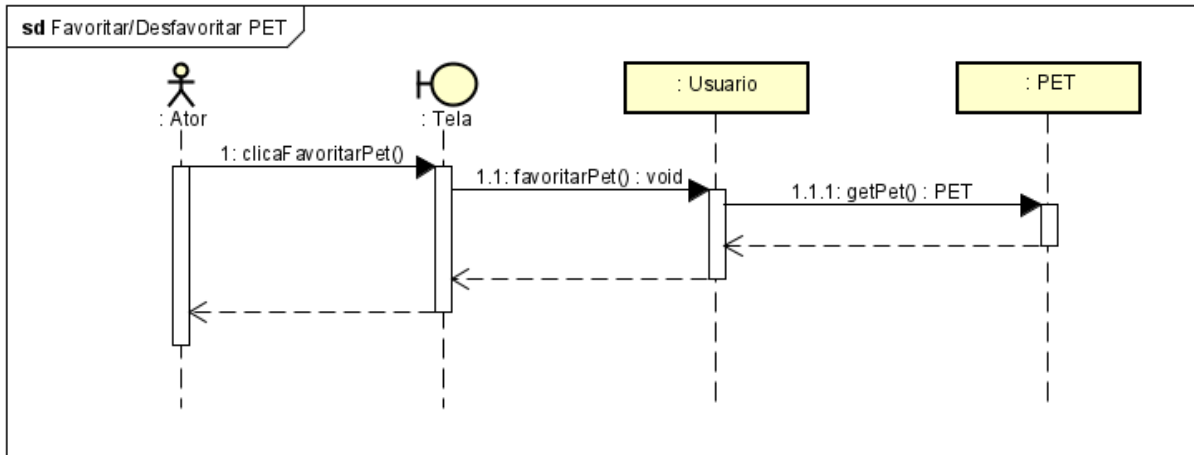 sd Favoritar/Desfavoritar PET
: Ator
: Tela
: Usuario
: PET
1: clicaFavoritarPet()
1.1: favoritarPet() : void
1.1.1: getPet() : PET